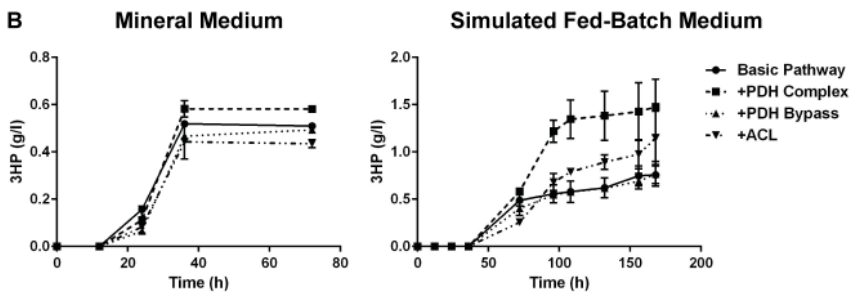 B
Mineral Medium
3HP (g/l)
0.8
0.6
0.4
0.2
0.0
0
20
40
60
80
Time (h)
Simulated Fed-Batch Medium
3HP (g/l)
2.0
1.5
1.0
0.5
0.0
0
50
100
150
200
Time (h)
Basic Pathway
+PDH Complex
+PDH Bypass
+ACL